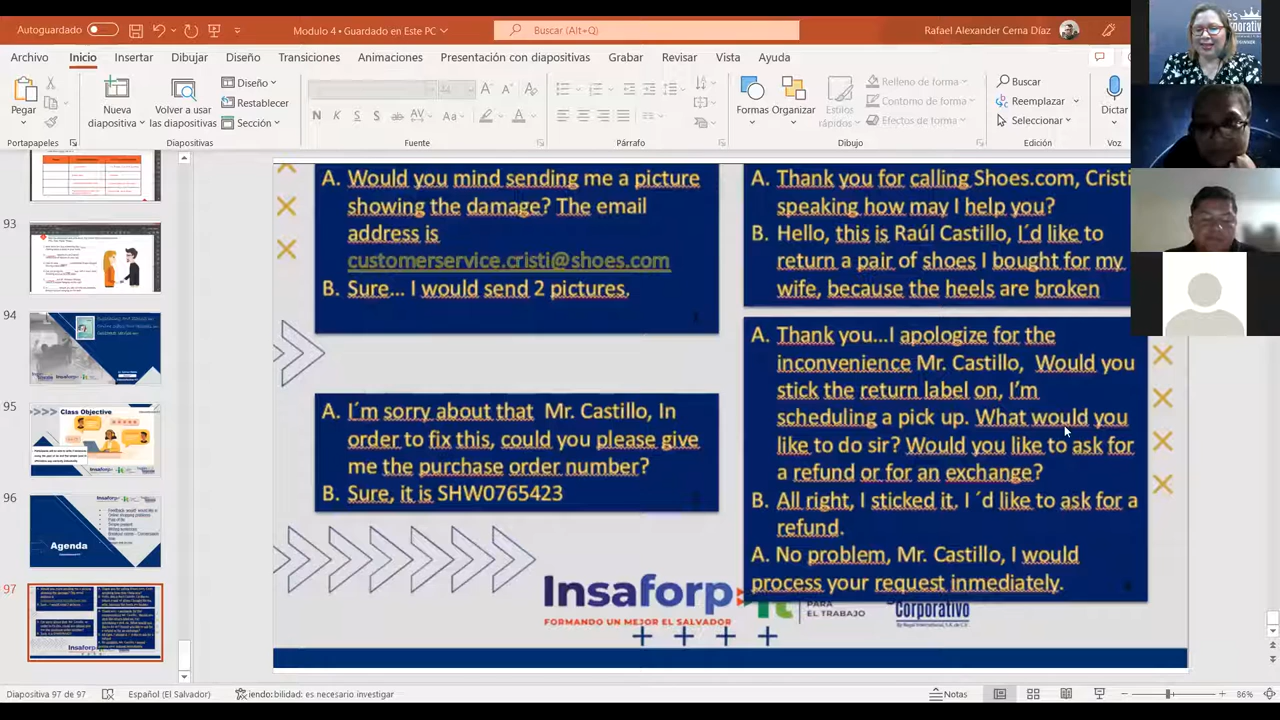 Autoguardado
Modulo 4 • Guardado en Este PC
Buscar (Alt+Q)
Rafael Alexander Cerna Díaz
Archivo
Inicio
Insertar
Dibujar
Diseño
Transiciones
Animaciones
Presentación con diapositivas
Grabar
Revisar
Vista
Ayuda
Pegar
Nueva
diapositiva
Volver a usar
las diapositivas
Diseño
Restablecer
Sección
Formas
Organizar
Estilos
rápidos
Relleno de forma
Contorno de forma
Efectos de forma
Buscar
Reemplazar
Seleccionar
Dictar
Portapapeles
Diapositivas
Fuente
Párrafo
Dibujo
Edición
Voz
93
94
95
Class Objective
96
Agenda
97
A. Would you mind sending me a picture
showing the damage? The email
address is
B. Sure... I would send 2 pictures.
A. I´m sorry about that Mr. Castillo, In
order to fix this, could you please give
me the purchase order number?
B. Sure, it is SHW0765423
A. Thank you for calling Shoes.com, Cristi
speaking how may I help you?
B. Hello, this is Raúl Castillo, I´d like to
return a pair of Shoes I bought for my
wife, because the heels are broken
A. Thank you...I apologize for the
inconvenience Mr. Castillo, Would you
stick the return label on, I’m
scheduling a pick up. What would you
like to do sir? Would you like to ask for
a refund or for an exchange?
B. All right, I sticked it. I ´d like to ask for a
refund.
A. No problem, Mr. Castillo, I would
process your request immediately.
Insaforp
FORMANDO UN MEJOR EL SALVADOR
EL TRABAJO
Corporativo
Diapositiva 97 de 97
Español (El Salvador)
iendo:bilidad: es necesario investigar
Notas
86%